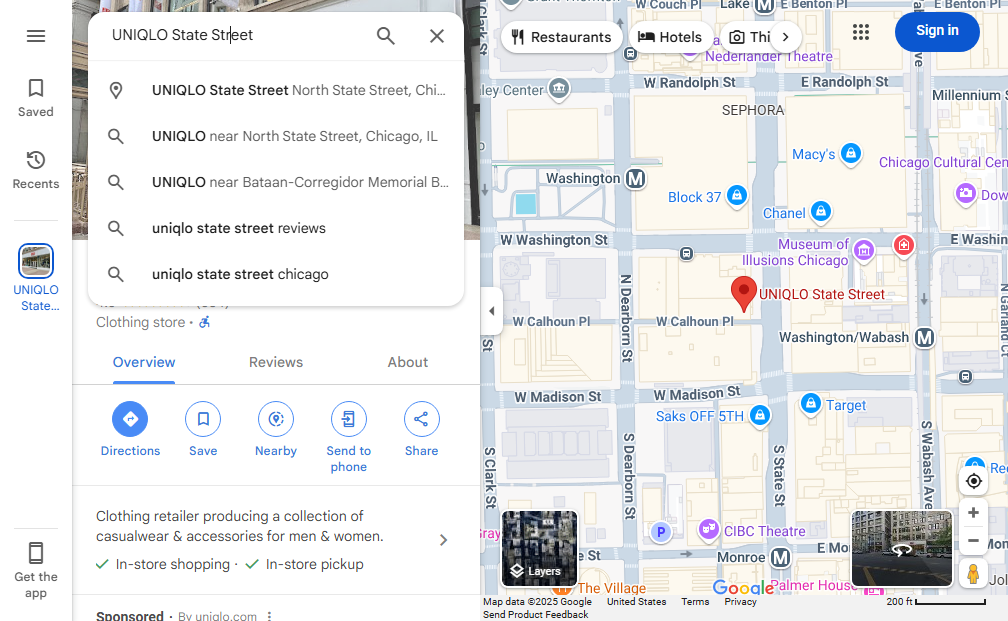 UNIQLO State Street
UNIQLO State Street North State Street, Chi...
UNIQLO near North State Street, Chicago, IL
UNIQLO near Bataan-Corregidor Memorial B...
uniqlo state street reviews
uniqlo state street chicago
Saved
Recents
UNIQLO
State...
Get the
app
Clothing store ·
Overview
Reviews
About
Directions
Save
Nearby
Send to
phone
Share
Clothing retailer producing a collection of
casualwear & accessories for men & women.
In-store shopping ·
In-store pickup
Sponsored · By uniqlo.com
Restaurants
Hotels
Thi
Sign in
W Couch Pl
Lake
E Benton Pl
Nederlander Theatre
W Randolph St
E Randolph St
SEPHORA
Millennium
Macy's
Chicago Cultural Cen
Washington
M
Block 37
Chanel
Dow
W Washington St
E Washin
Museum of
Illusions Chicago
N Dearborn St
UNIQLO State Street
W Calhoun Pl
W Calhoun Pl
N Garland Ct
Washington/Wabash
M
W Madison St
W Madison St
Saks OFF 5TH
Target
S Clark St
S Dearborn St
S State St
S Wabash Ave
P
CIBC Theatre
Monroe
M
E Mo
Layers
The Village
Google
Palmer House
Map data ©2025 Google
United States
Terms
Privacy
200 ft
Send Product Feedback